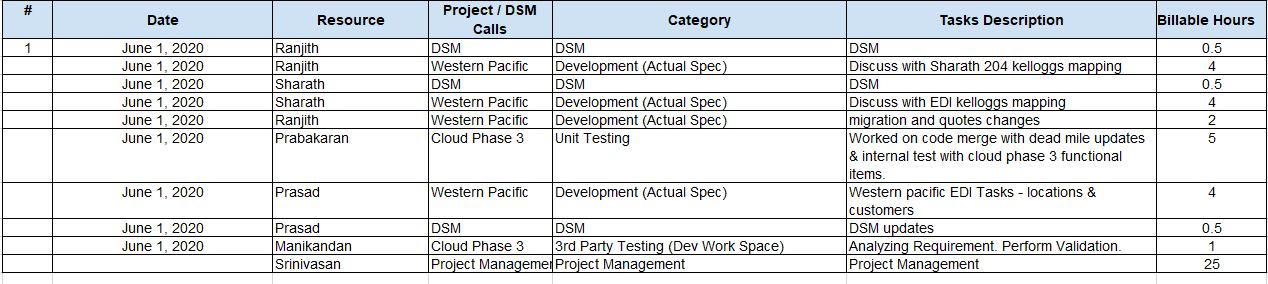 # Date Resource Project / DSM Calls Category Tasks Description Billable Hours
1 June 1, 2020 Ranjith DSM DSM DSM 0.5
June 1, 2020 Ranjith Western Pacific Development (Actual Spec) Discuss with Sharath 204 kelloggs mapping 4
June 1, 2020 Sharath DSM DSM DSM 0.5
June 1, 2020 Sharath Western Pacific Development (Actual Spec) Discuss with EDI kelloggs mapping 4
June 1, 2020 Ranjith Western Pacific Development (Actual Spec) migration and quotes changes 2
June 1, 2020 Prabakaran Cloud Phase 3 Unit Testing Worked on code merge with dead mile updates 5
& internal test with cloud phase 3 functional
items.
June 1, 2020 Prasad Western Pacific Development (Actual Spec) Western pacific EDI Tasks - locations & 4
customers
June 1, 2020 Prasad DSM DSM DSM updates 0.5
June 1, 2020 Manikandan Cloud Phase 3 3rd Party Testing (Dev Work Space) Analyzing Requirement. Perform Validation. 1
Srinivasan Project Managemen Project Management Project Management 25